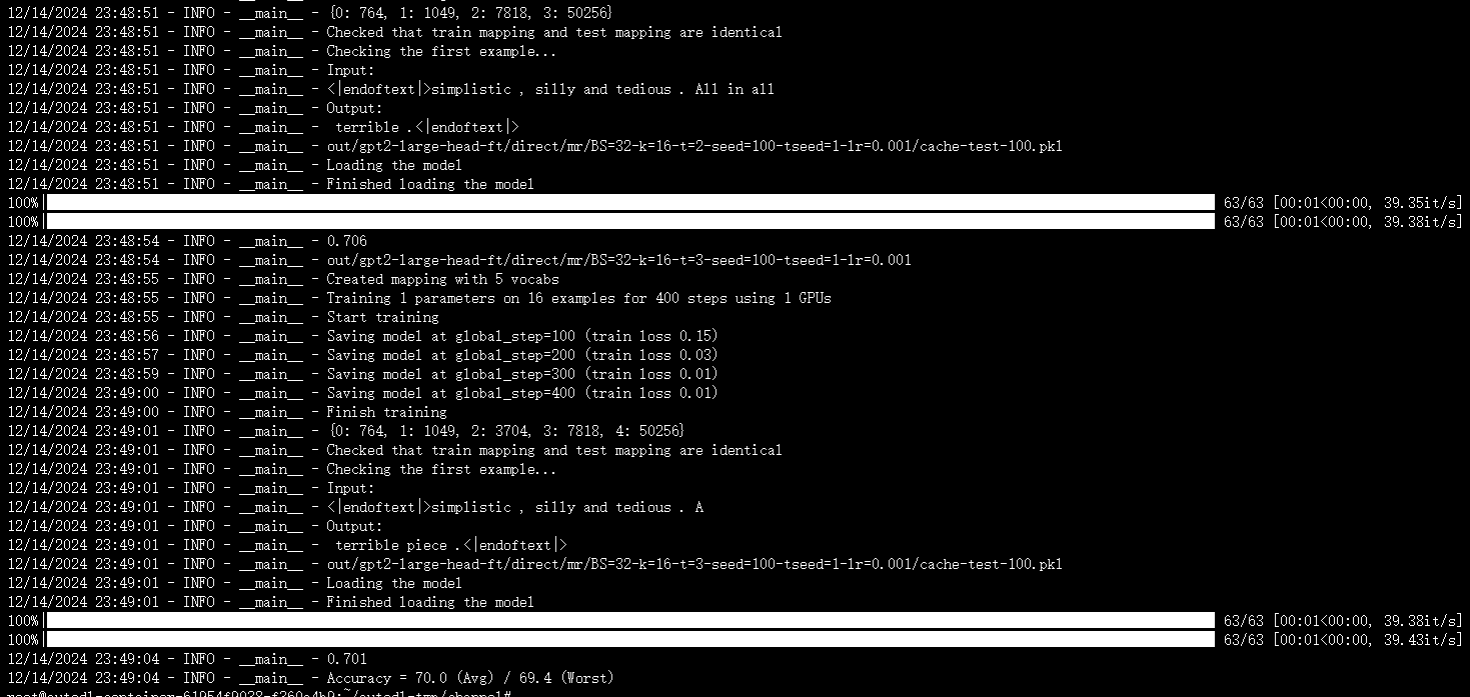 12/14/2024 23:48:51 - INFO - __main__ - {0: 764, 1: 1049, 2: 7818, 3: 50256}
12/14/2024 23:48:51 - INFO - __main__ - Checked that train mapping and test mapping are identical
12/14/2024 23:48:51 - INFO - __main__ - Checking the first example...
12/14/2024 23:48:51 - INFO - __main__ - Input:
12/14/2024 23:48:51 - INFO - __main__ - <|endoftext|>simplistic , silly and tedious . All in all
12/14/2024 23:48:51 - INFO - __main__ - Output:
12/14/2024 23:48:51 - INFO - __main__ -  terrible .<|endoftext|>
12/14/2024 23:48:51 - INFO - __main__ - out/gpt2-large-head-ft/direct/mr/BS=32-k=16-t=2-seed=100-tseed=1-lr=0.001/cache-test-100.pkl
12/14/2024 23:48:51 - INFO - __main__ - Loading the model
12/14/2024 23:48:51 - INFO - __main__ - Finished loading the model
100%| 63/63 [00:01<00:00, 39.35it/s]
100%| 63/63 [00:01<00:00, 39.38it/s]
12/14/2024 23:48:54 - INFO - __main__ - 0.706
12/14/2024 23:48:54 - INFO - __main__ - out/gpt2-large-head-ft/direct/mr/BS=32-k=16-t=3-seed=100-tseed=1-lr=0.001
12/14/2024 23:48:55 - INFO - __main__ - Created mapping with 5 vocabs
12/14/2024 23:48:55 - INFO - __main__ - Training 1 parameters on 16 examples for 400 steps using 1 GPUs
12/14/2024 23:48:55 - INFO - __main__ - Start training
12/14/2024 23:48:56 - INFO - __main__ - Saving model at global_step=100 (train loss 0.15)
12/14/2024 23:48:57 - INFO - __main__ - Saving model at global_step=200 (train loss 0.03)
12/14/2024 23:48:59 - INFO - __main__ - Saving model at global_step=300 (train loss 0.01)
12/14/2024 23:49:00 - INFO - __main__ - Saving model at global_step=400 (train loss 0.01)
12/14/2024 23:49:00 - INFO - __main__ - Finish training
12/14/2024 23:49:01 - INFO - __main__ - {0: 764, 1: 1049, 2: 3704, 3: 7818, 4: 50256}
12/14/2024 23:49:01 - INFO - __main__ - Checked that train mapping and test mapping are identical
12/14/2024 23:49:01 - INFO - __main__ - Checking the first example...
12/14/2024 23:49:01 - INFO - __main__ - Input:
12/14/2024 23:49:01 - INFO - __main__ - <|endoftext|>simplistic , silly and tedious . A
12/14/2024 23:49:01 - INFO - __main__ - Output:
12/14/2024 23:49:01 - INFO - __main__ -  terrible piece .<|endoftext|>
12/14/2024 23:49:01 - INFO - __main__ - out/gpt2-large-head-ft/direct/mr/BS=32-k=16-t=3-seed=100-tseed=1-lr=0.001/cache-test-100.pkl
12/14/2024 23:49:01 - INFO - __main__ - Loading the model
12/14/2024 23:49:01 - INFO - __main__ - Finished loading the model
100%| 63/63 [00:01<00:00, 39.38it/s]
100%| 63/63 [00:01<00:00, 39.43it/s]
12/14/2024 23:49:04 - INFO - __main__ - 0.701
12/14/2024 23:49:04 - INFO - __main__ - Accuracy = 70.0 (Avg) / 69.4 (Worst)